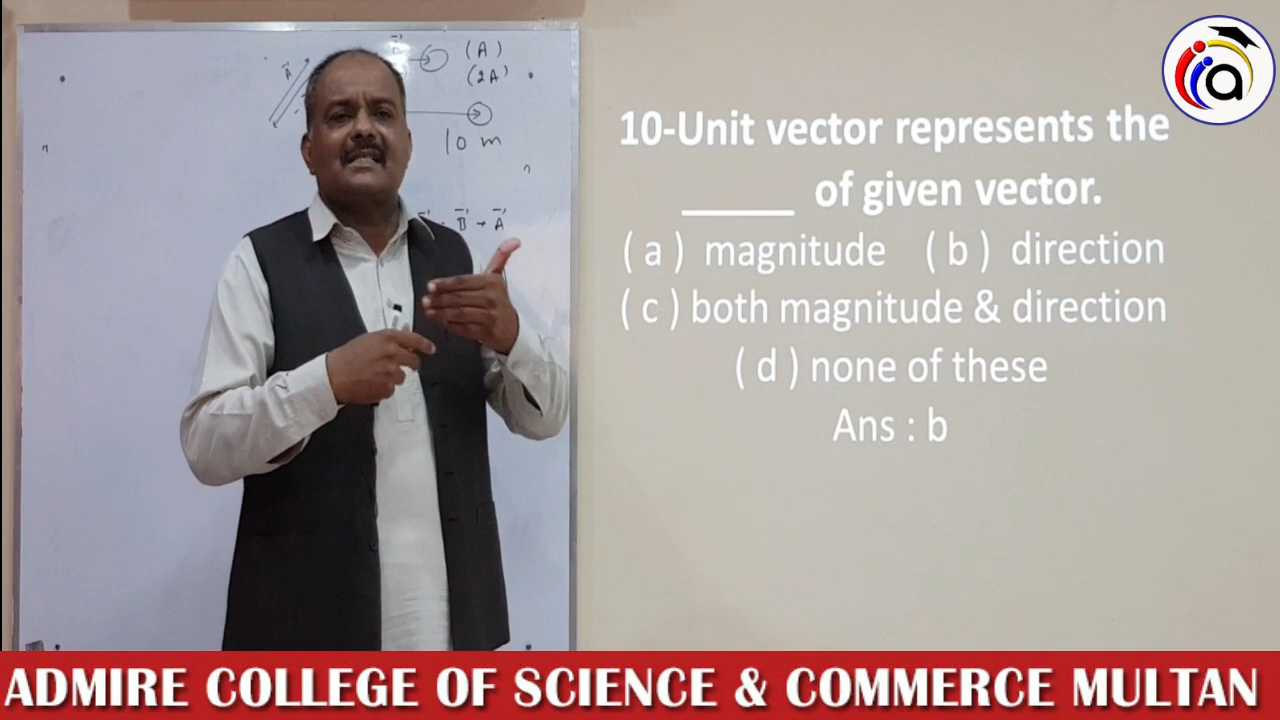 (A)
(2A)
A
10 m
B + A
a
10-Unit vector represents the
_____ of given vector.
( a ) magnitude ( b ) direction
( c ) both magnitude & direction
( d ) none of these
Ans : b
ADMIRE COLLEGE OF SCIENCE & COMMERCE MULTAN